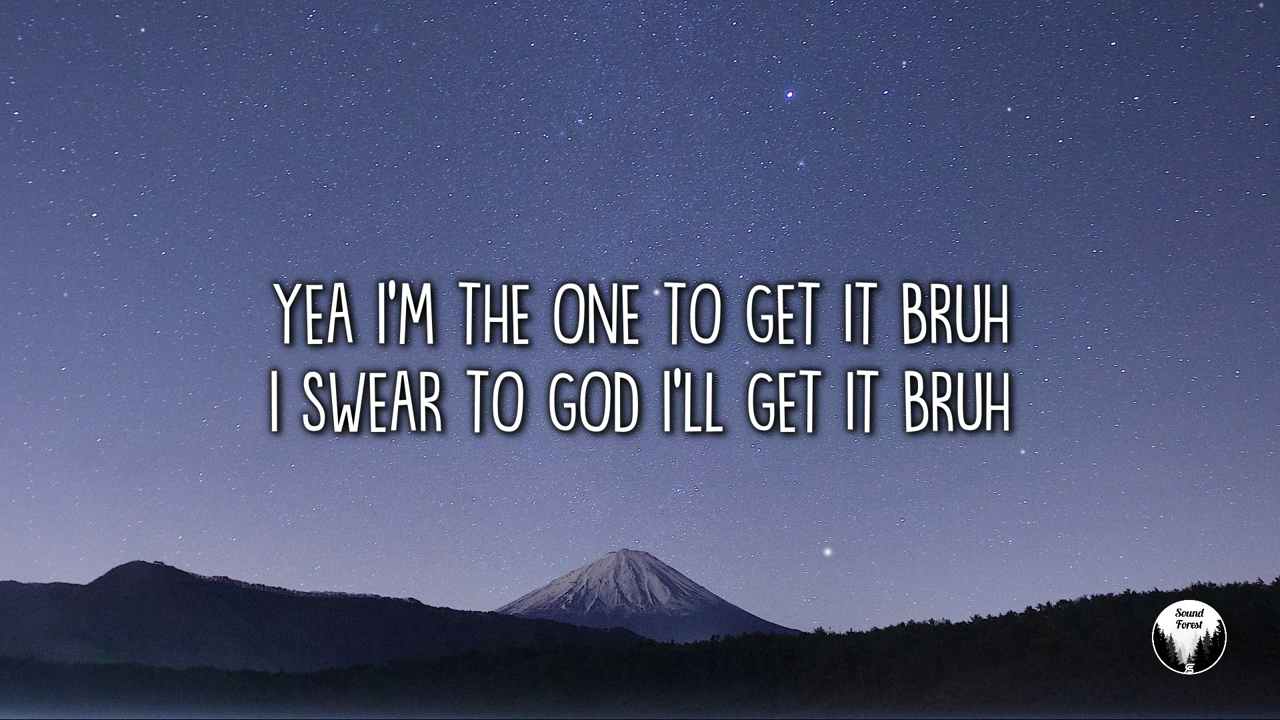 YEA I'M THE ONE TO GET IT BRUH
I SWEAR TO GOD I'LL GET IT BRUH
Sound
Forest